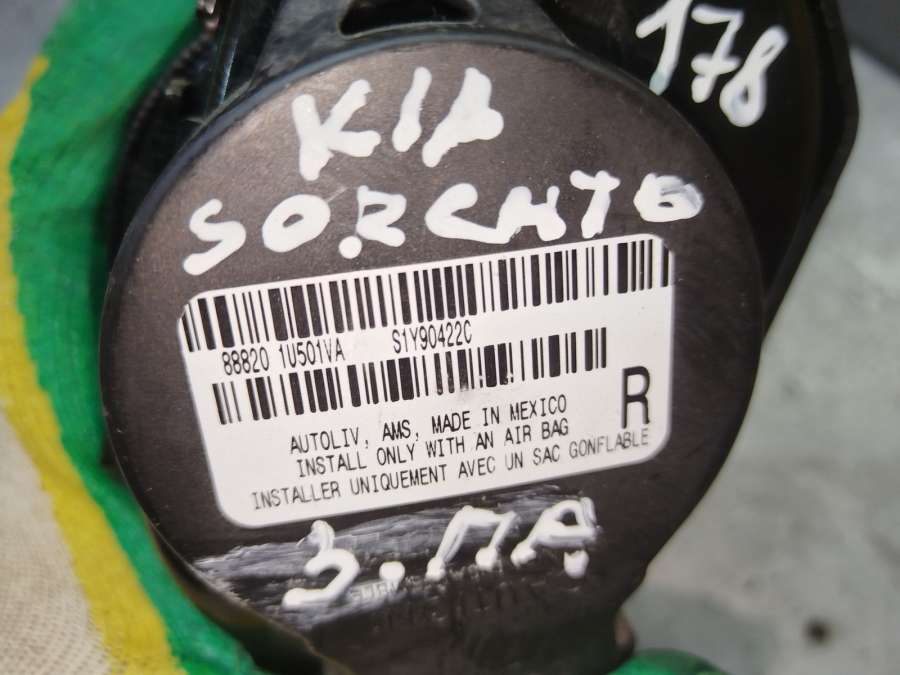 178
KIA
SORENTO
88820 1U501VA S1Y90422C
R
AUTOLIV, AMS, MADE IN MEXICO
INSTALL ONLY WITH AN AIR BAG
INSTALLER UNIQUEMENT AVEC UN SAC GONFLABLE
З.ПР